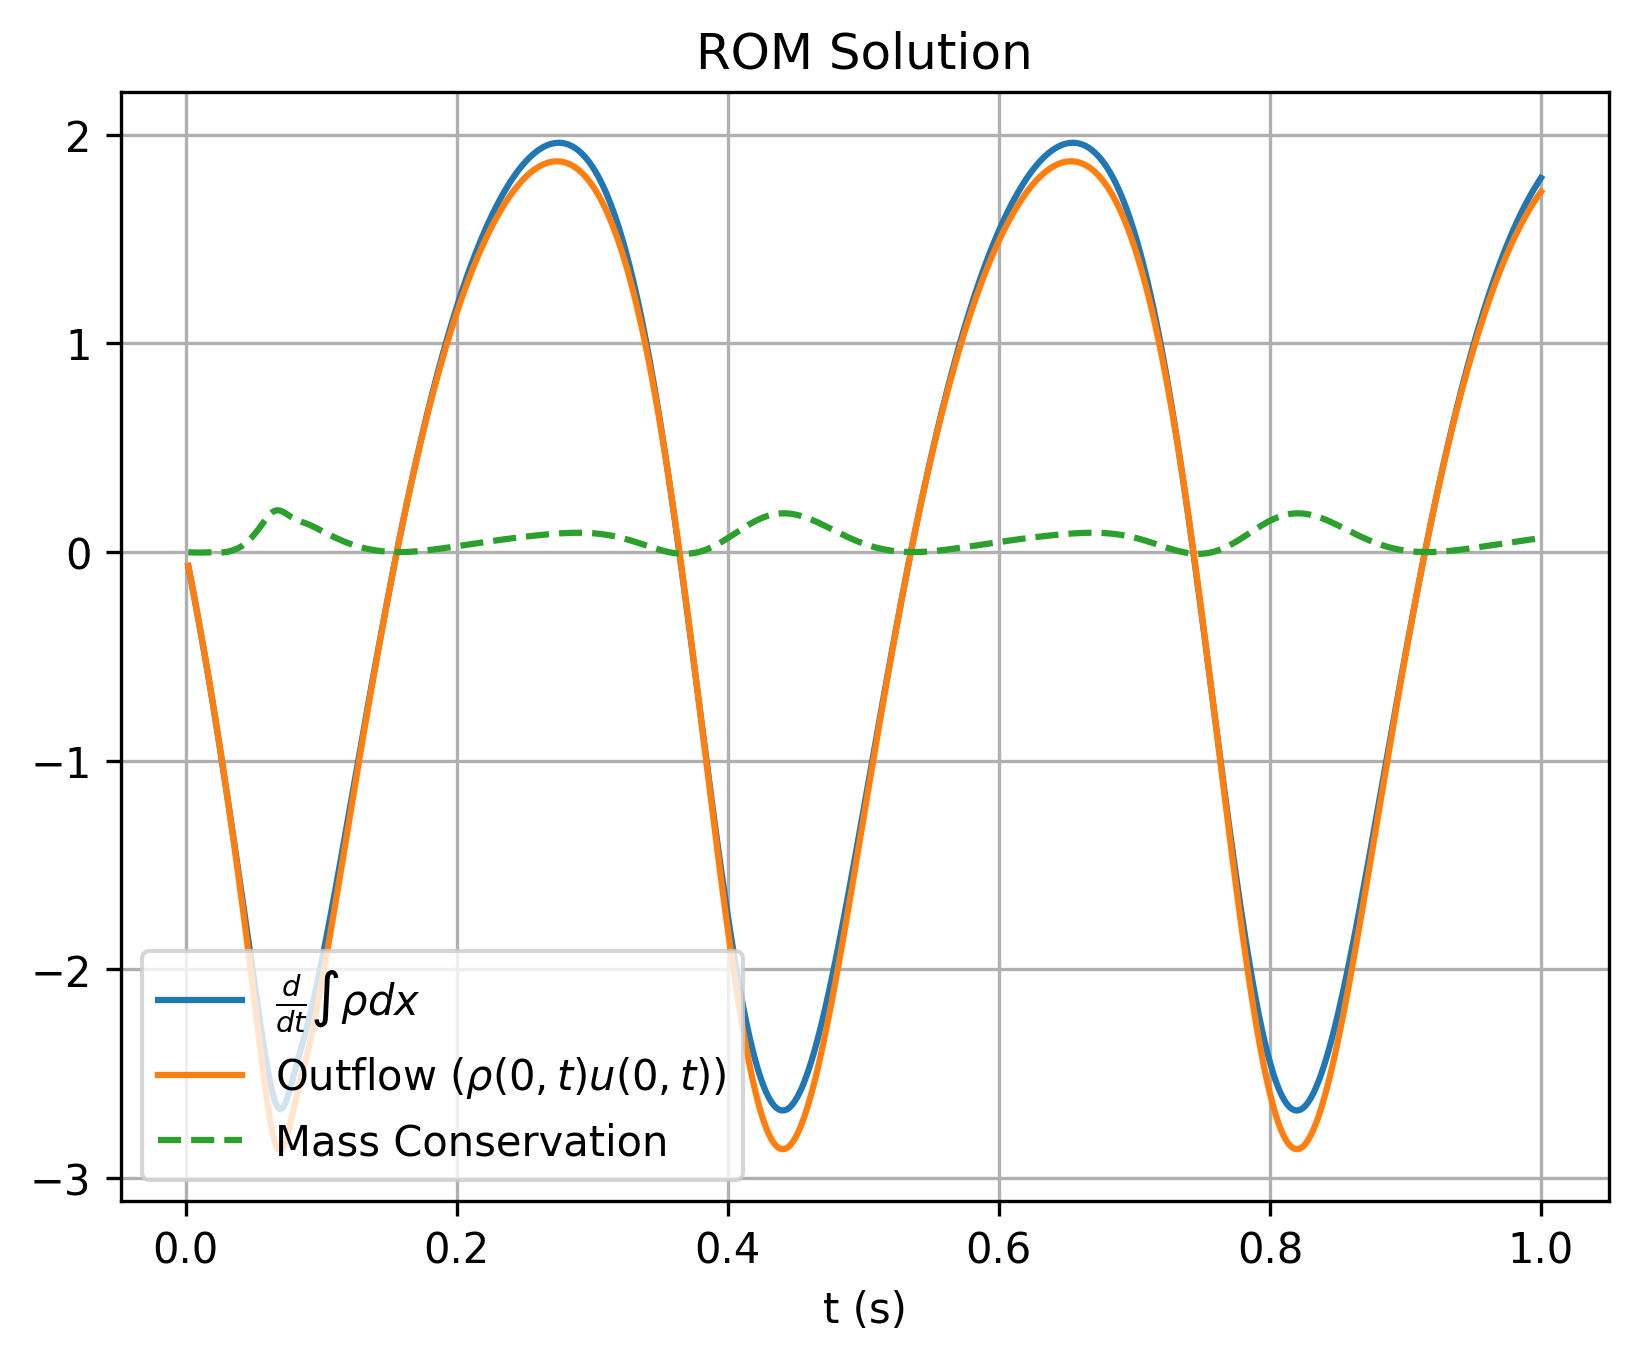 ROM Solution
2
1
0
−1
−2
−3
d/dt ∫ρdx
Outflow (ρ(0, t)u(0, t))
Mass Conservation
0.0 0.2 0.4 0.6 0.8 1.0
t (s)